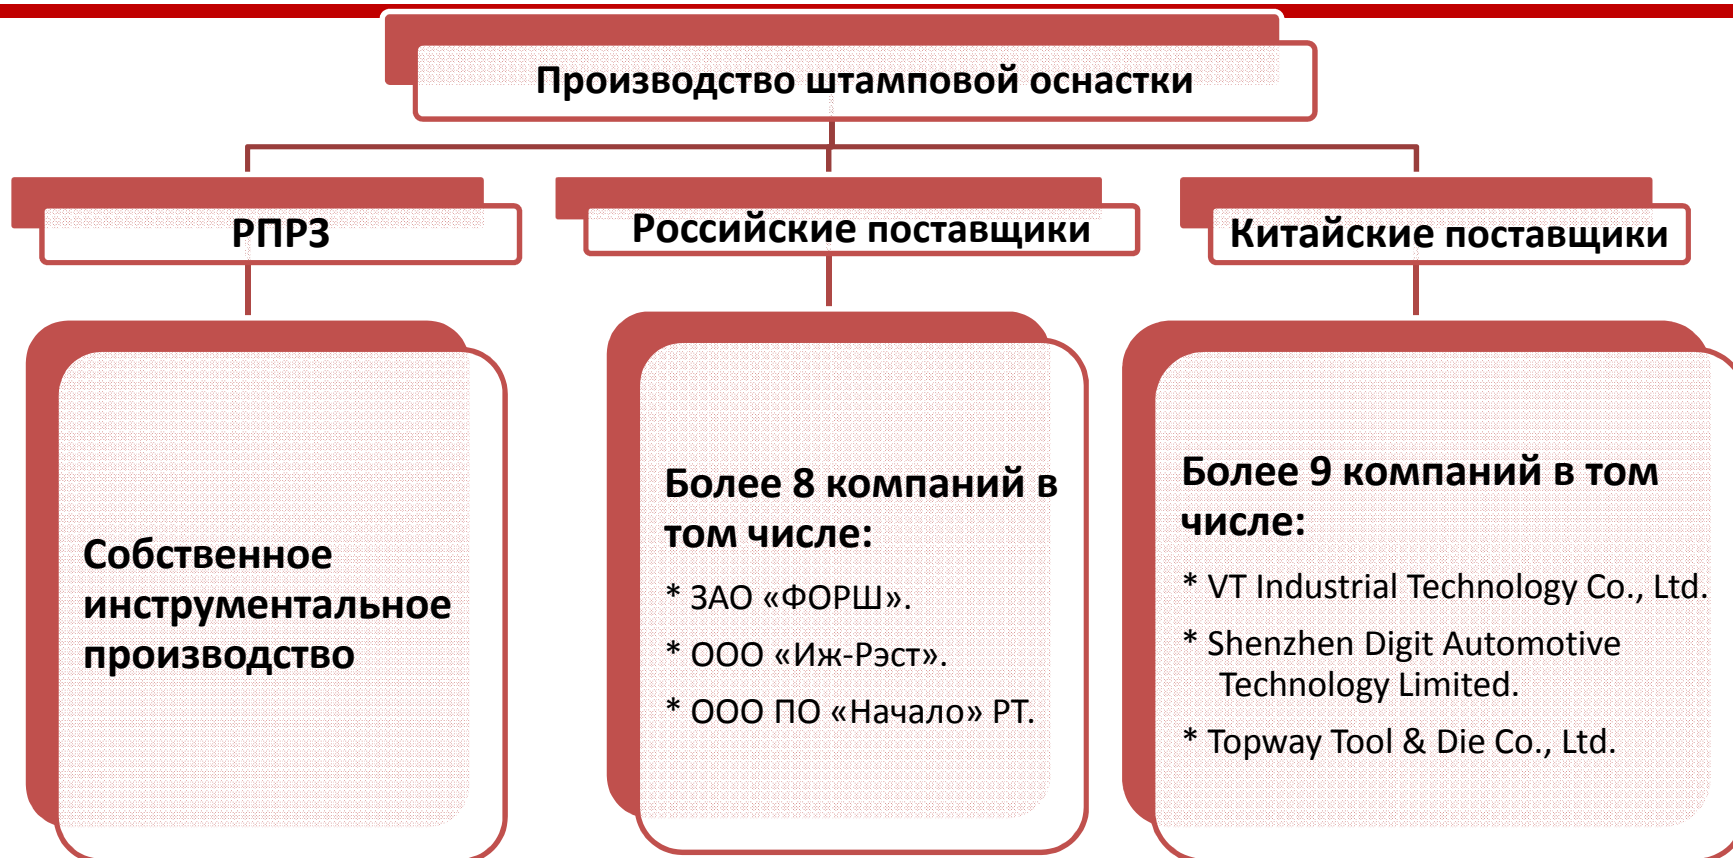 Производство штамповой оснастки
РПРЗ
Российские поставщики
Китайские поставщики
Собственное
инструментальное
производство
Более 8 компаний в
том числе:
* ЗАО «ФОРШ».
* ООО «Иж-Рэст».
* ООО ПО «Начало» РТ.
Более 9 компаний в том
числе:
* VT Industrial Technology Co., Ltd.
* Shenzhen Digit Automotive
Technology Limited.
* Topway Tool & Die Co., Ltd.